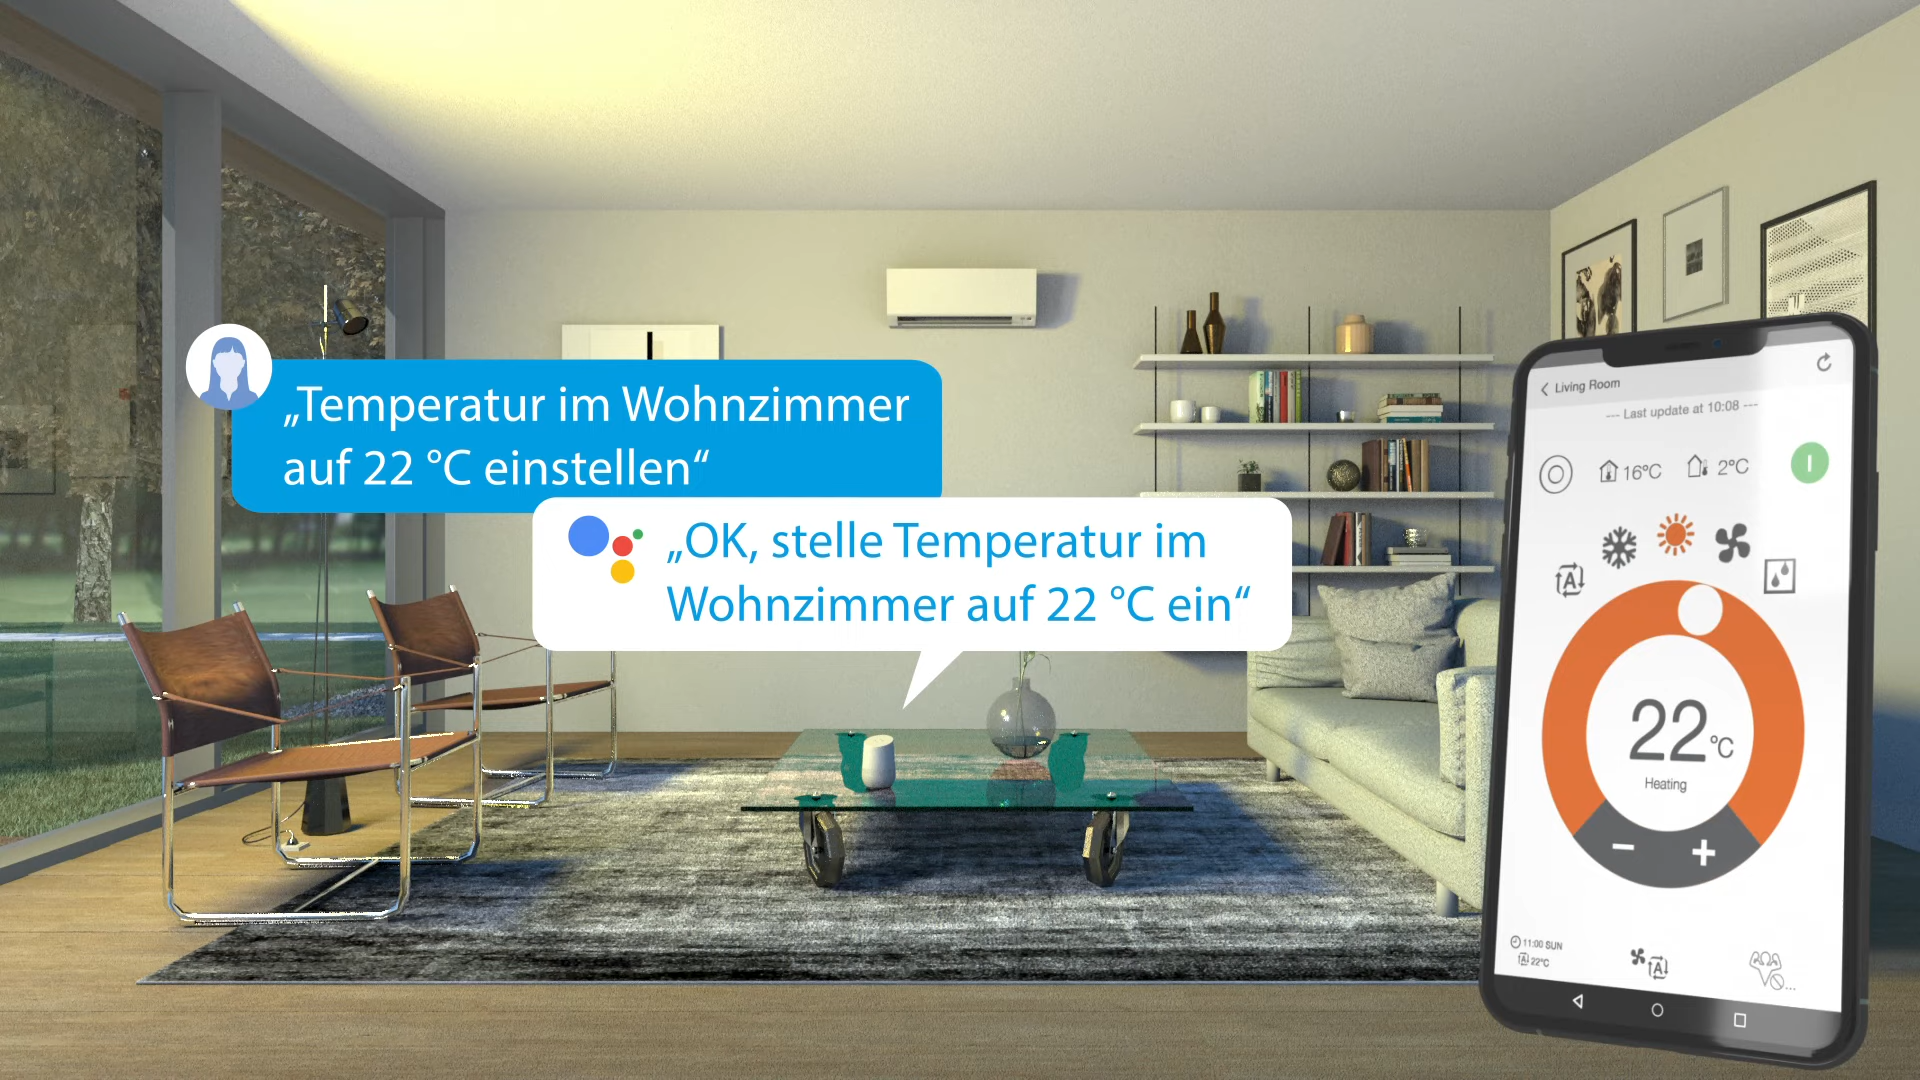 „Temperatur im Wohnzimmer
auf 22 °C einstellen“
„OK, stelle Temperatur im
Wohnzimmer auf 22 °C ein“
Living Room
--- Last update at 10:08 ---
16°C 2°C
A
22°C
Heating
− +
11:00 SUN
A 22°C
A
...